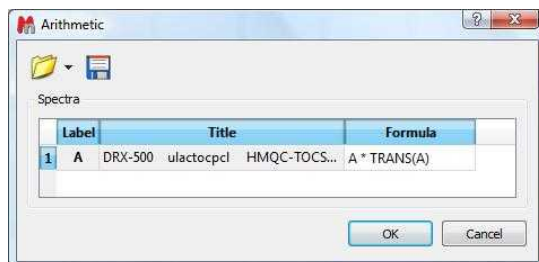 Arithmetic
Spectra
Label Title Formula
1 A DRX-500 ulactocpcl HMQC-TOCS... A * TRANS(A)
OK Cancel